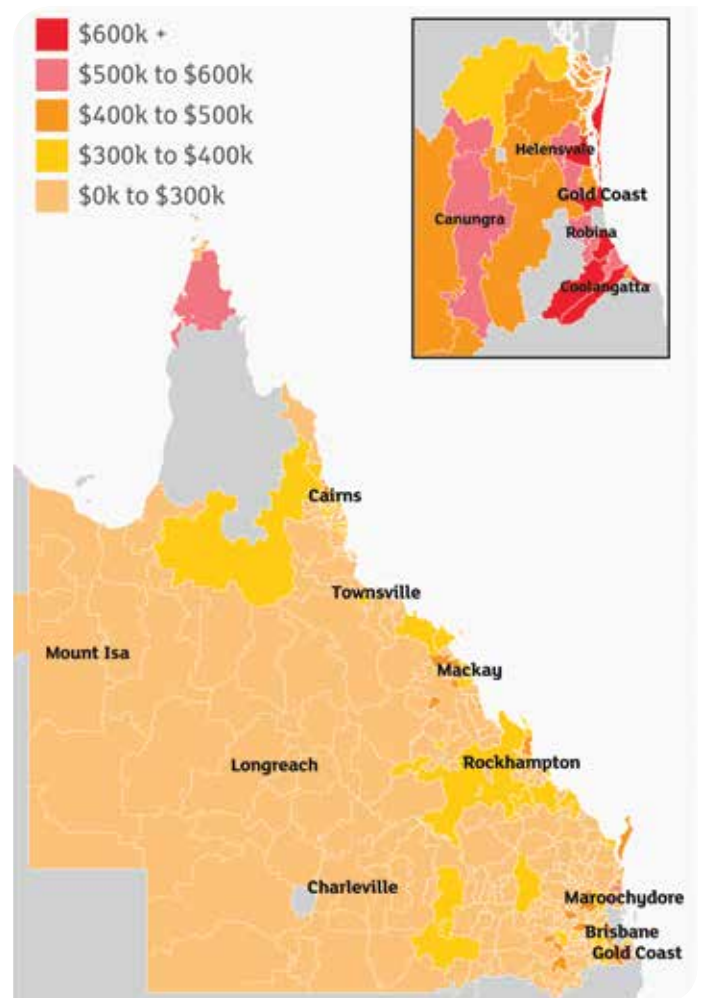 $600k +
$500k to $600k
$400k to $500k
$300k to $400k
$0k to $300k
Helensvale
Gold Coast
Canungra
Robina
Coolangatta
Cairns
Townsville
Mount Isa
Mackay
Longreach
Rockhampton
Charleville
Maroochydore
Brisbane
Gold Coast